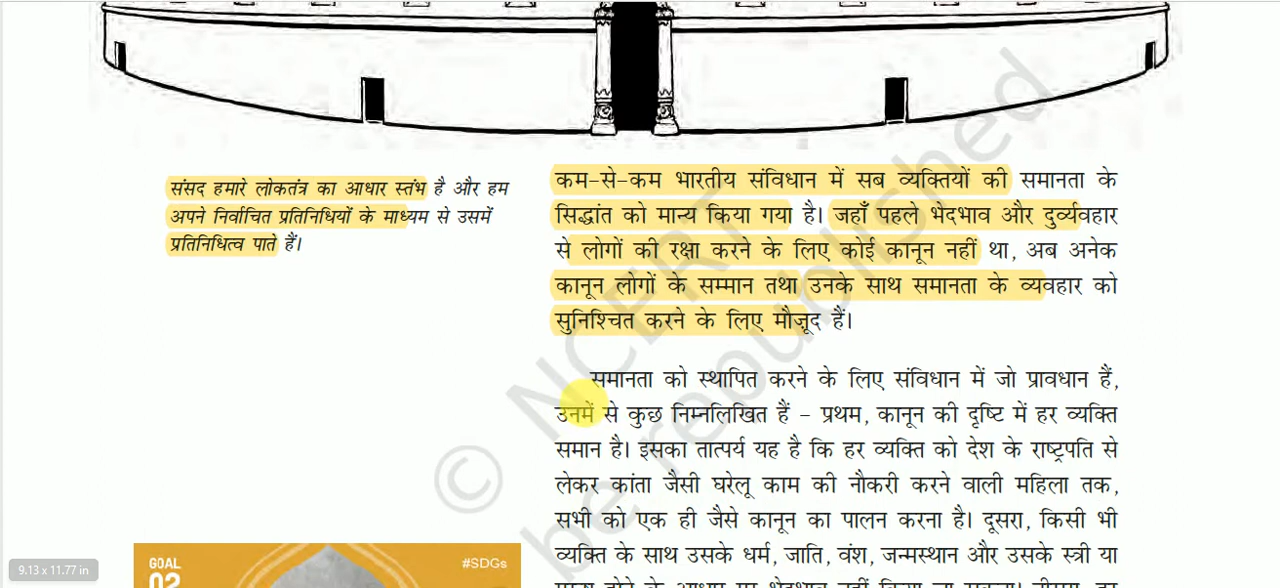 संसद हमारे लोकतंत्र का आधार स्तंभ है और हम
अपने निर्वाचित प्रतिनिधियों के माध्यम से उसमें
प्रतिनिधित्व पाते हैं।
कम-से-कम भारतीय संविधान में सब व्यक्तियों की समानता के
सिद्धांत को मान्य किया गया है। जहाँ पहले भेदभाव और दुर्व्यवहार
से लोगों की रक्षा करने के लिए कोई कानून नहीं था, अब अनेक
कानून लोगों के सम्मान तथा उनके साथ समानता के व्यवहार को
सुनिश्चित करने के लिए मौजूद हैं।
समानता को स्थापित करने के लिए संविधान में जो प्रावधान हैं,
उनमें से कुछ निम्नलिखित हैं – प्रथम, कानून की दृष्टि में हर व्यक्ति
समान है। इसका तात्पर्य यह है कि हर व्यक्ति को देश के राष्ट्रपति से
लेकर कांता जैसी घरेलू काम की नौकरी करने वाली महिला तक,
सभी को एक ही जैसे कानून का पालन करना है। दूसरा, किसी भी
व्यक्ति के साथ उसके धर्म, जाति, वंश, जन्मस्थान और उसके स्त्री या
© NCERT
be republished
GOAL
02
#SDGs
9.13 x 11.77 in